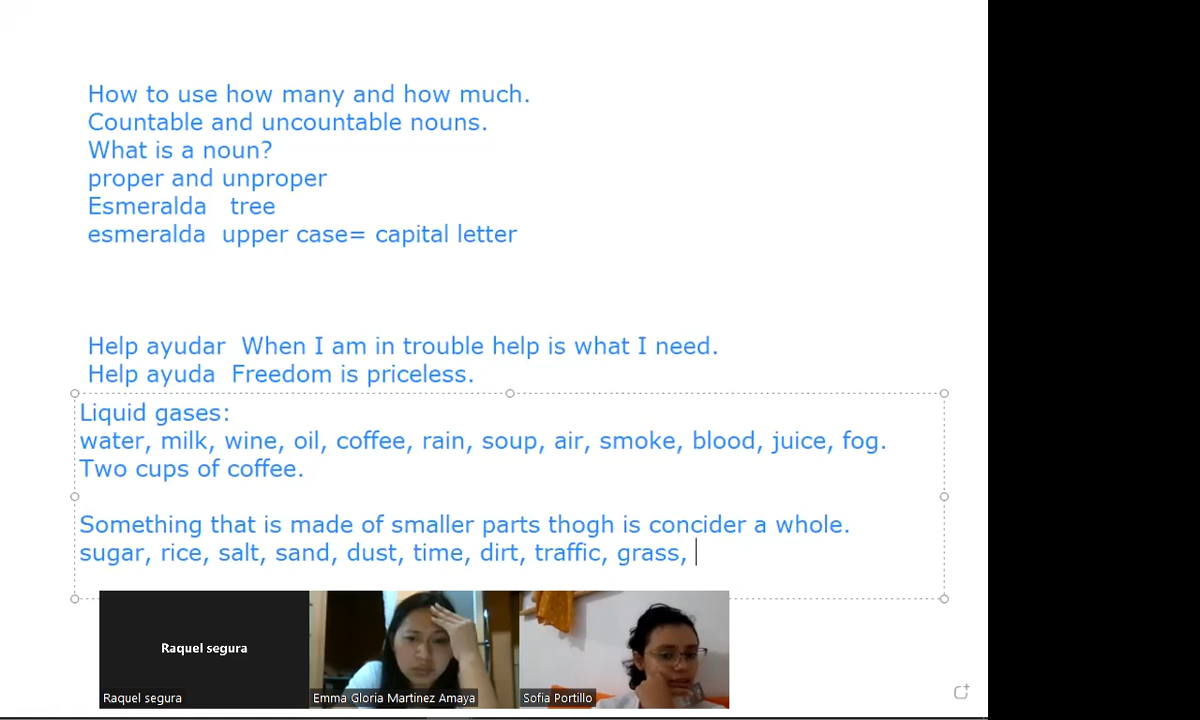 How to use how many and how much.
Countable and uncountable nouns.
What is a noun?
proper and unproper
Esmeralda tree
esmeralda upper case= capital letter
Help ayudar When I am in trouble help is what I need.
Help ayuda Freedom is priceless.
Liquid gases:
water, milk, wine, oil, coffee, rain, soup, air, smoke, blood, juice, fog.
Two cups of coffee.
Something that is made of smaller parts thogh is concider a whole.
sugar, rice, salt, sand, dust, time, dirt, traffic, grass,
Raquel segura
Raquel segura
Emma Gloria Martinez Amaya
Sofia Portillo